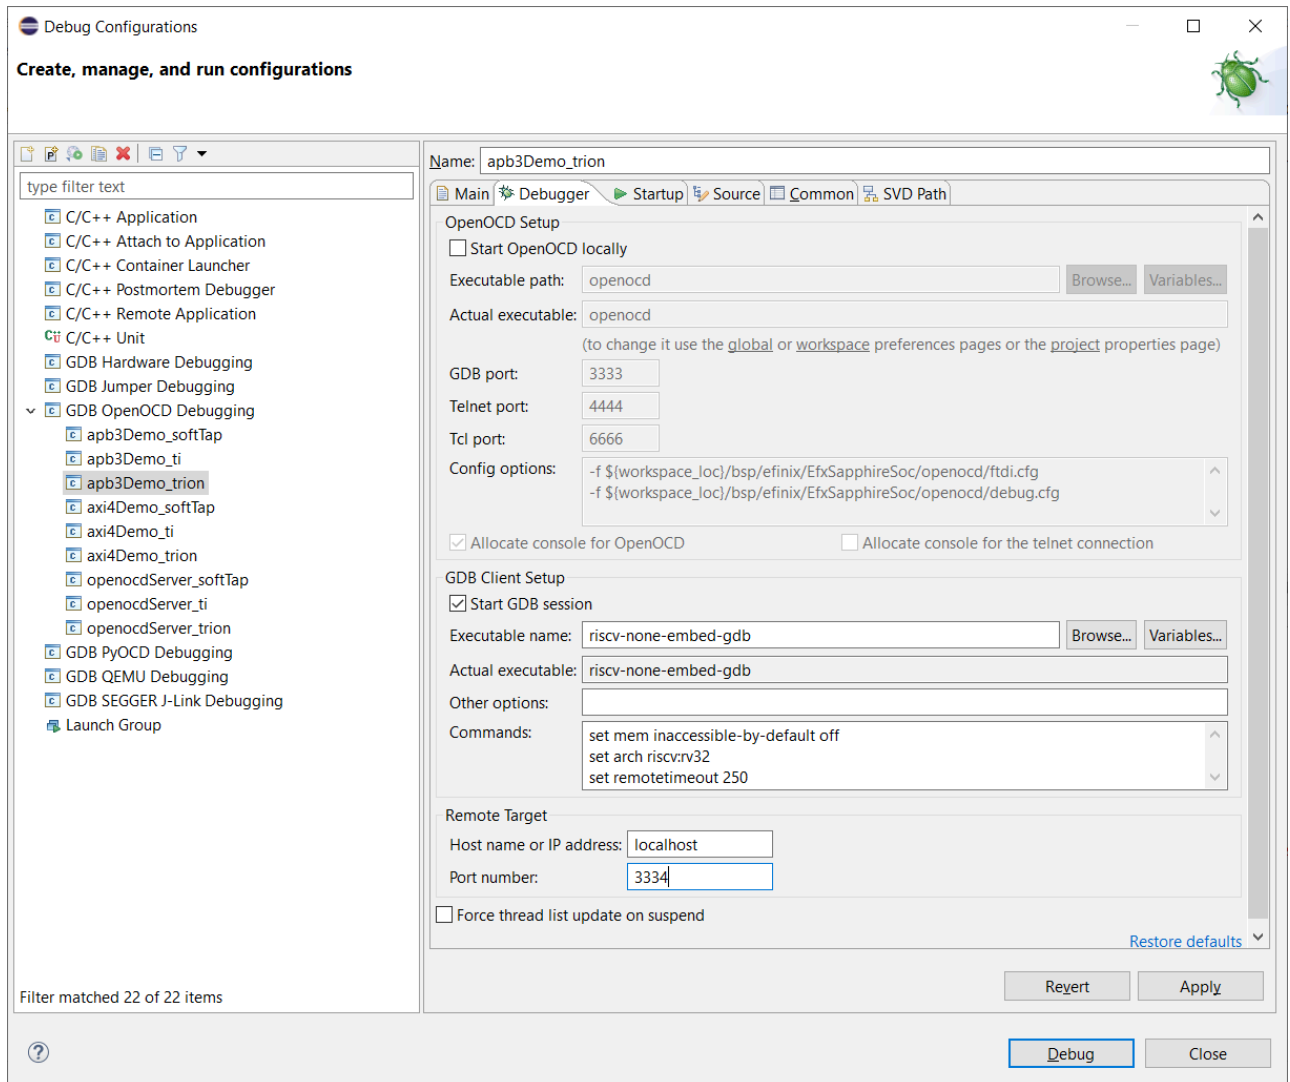 Debug Configurations
Create, manage, and run configurations
type filter text
C/C++ Application
C/C++ Attach to Application
C/C++ Container Launcher
C/C++ Postmortem Debugger
C/C++ Remote Application
C/C++ Unit
GDB Hardware Debugging
GDB Jumper Debugging
GDB OpenOCD Debugging
apb3Demo_softTap
apb3Demo_ti
apb3Demo_trion
axi4Demo_softTap
axi4Demo_ti
axi4Demo_trion
openocdServer_softTap
openocdServer_ti
openocdServer_trion
GDB PyOCD Debugging
GDB QEMU Debugging
GDB SEGGER J-Link Debugging
Launch Group
Filter matched 22 of 22 items
Name: apb3Demo_trion
Main Debugger Startup Source Common SVD Path
OpenOCD Setup
Start OpenOCD locally
Executable path: openocd Browse... Variables...
Actual executable: openocd
(to change it use the global or workspace preferences pages or the project properties page)
GDB port: 3333
Telnet port: 4444
Tcl port: 6666
Config options: -f ${workspace_loc}/bsp/efinix/EfxSapphireSoc/openocd/ftdi.cfg
-f ${workspace_loc}/bsp/efinix/EfxSapphireSoc/openocd/debug.cfg
Allocate console for OpenOCD Allocate console for the telnet connection
GDB Client Setup
Start GDB session
Executable name: riscv-none-embed-gdb Browse... Variables...
Actual executable: riscv-none-embed-gdb
Other options:
Commands: set mem inaccessible-by-default off
set arch riscv:rv32
set remotetimeout 250
Remote Target
Host name or IP address: localhost
Port number: 3334
Force thread list update on suspend
Restore defaults
Revert Apply
Debug Close